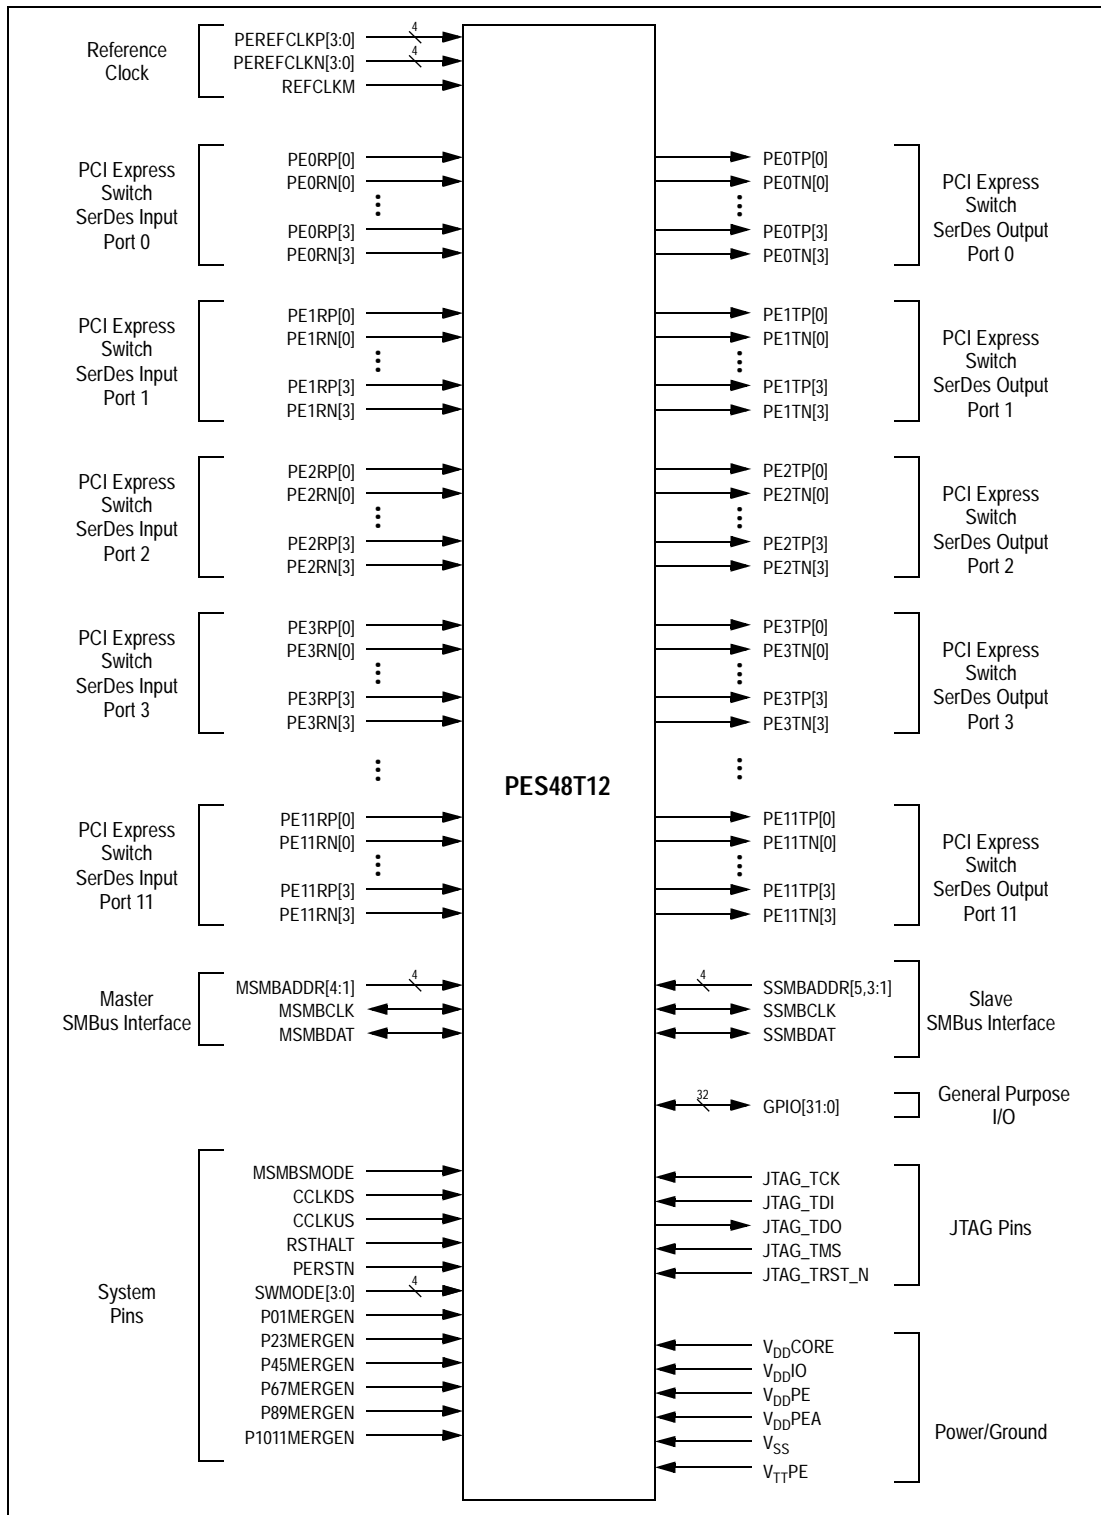 Reference
Clock
PEREFCLKP[3:0]
4
PEREFCLKN[3:0]
4
REFCLKM
PCI Express
Switch
SerDes Input
Port 0
PE0RP[0]
PE0RN[0]
PE0RP[3]
PE0RN[3]
PE0TP[0]
PE0TN[0]
PE0TP[3]
PE0TN[3]
PCI Express
Switch
SerDes Output
Port 0
PCI Express
Switch
SerDes Input
Port 1
PE1RP[0]
PE1RN[0]
PE1RP[3]
PE1RN[3]
PE1TP[0]
PE1TN[0]
PE1TP[3]
PE1TN[3]
PCI Express
Switch
SerDes Output
Port 1
PCI Express
Switch
SerDes Input
Port 2
PE2RP[0]
PE2RN[0]
PE2RP[3]
PE2RN[3]
PE2TP[0]
PE2TN[0]
PE2TP[3]
PE2TN[3]
PCI Express
Switch
SerDes Output
Port 2
PCI Express
Switch
SerDes Input
Port 3
PE3RP[0]
PE3RN[0]
PE3RP[3]
PE3RN[3]
PE3TP[0]
PE3TN[0]
PE3TP[3]
PE3TN[3]
PCI Express
Switch
SerDes Output
Port 3
PES48T12
PCI Express
Switch
SerDes Input
Port 11
PE11RP[0]
PE11RN[0]
PE11RP[3]
PE11RN[3]
PE11TP[0]
PE11TN[0]
PE11TP[3]
PE11TN[3]
PCI Express
Switch
SerDes Output
Port 11
Master
SMBus Interface
MSMBADDR[4:1]
4
MSMBCLK
MSMBDAT
4
SSMBADDR[5,3:1]
SSMBCLK
SSMBDAT
Slave
SMBus Interface
32
GPIO[31:0]
General Purpose
I/O
System
Pins
MSMBSMODE
CCLKDS
CCLKUS
RSTHALT
PERSTN
SWMODE[3:0]
4
P01MERGEN
P23MERGEN
P45MERGEN
P67MERGEN
P89MERGEN
P1011MERGEN
JTAG_TCK
JTAG_TDI
JTAG_TDO
JTAG_TMS
JTAG_TRST_N
JTAG Pins
VDDCORE
VDDIO
VDDPE
VDDPEA
VSS
VTTPE
Power/Ground